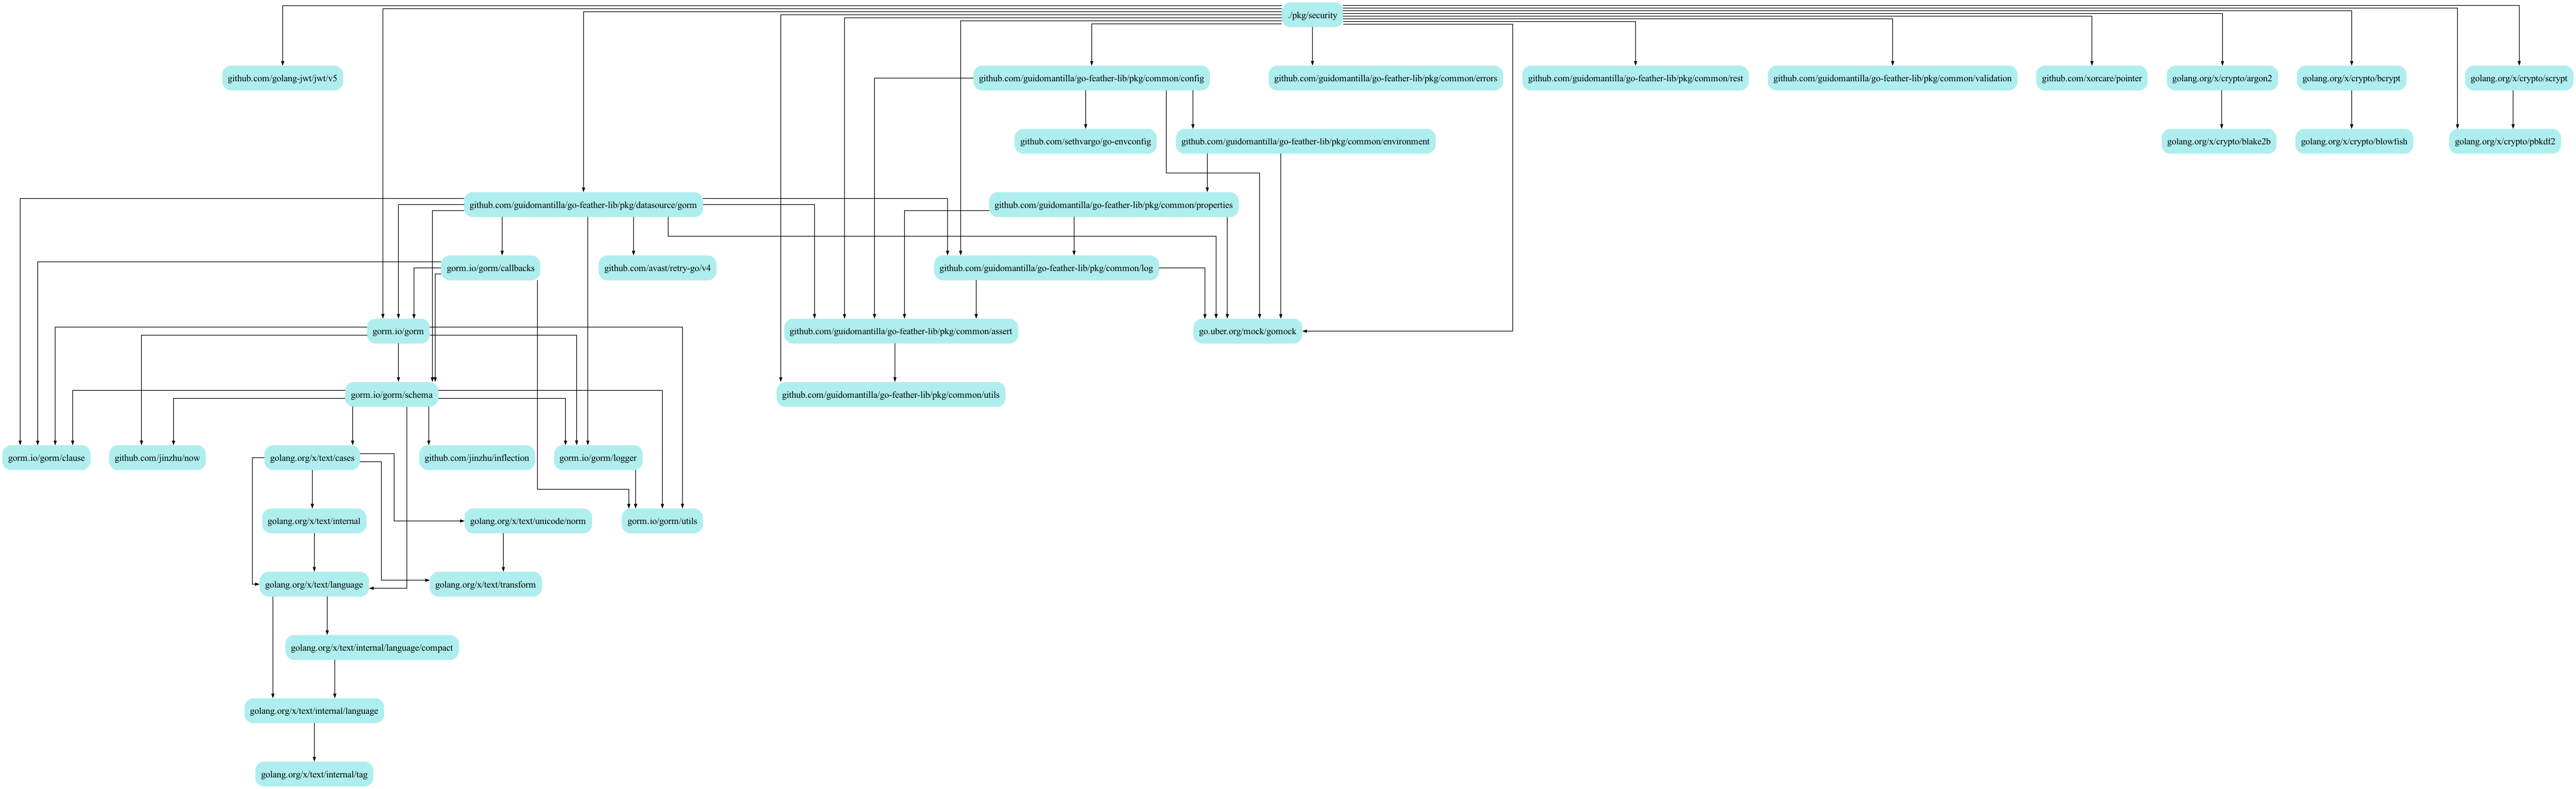 ./pkg/security
github.com/golang-jwt/jwt/v5
github.com/guidomantilla/go-feather-lib/pkg/common/config
github.com/guidomantilla/go-feather-lib/pkg/common/errors
github.com/guidomantilla/go-feather-lib/pkg/common/rest
github.com/guidomantilla/go-feather-lib/pkg/common/validation
github.com/xorcare/pointer
golang.org/x/crypto/argon2
golang.org/x/crypto/bcrypt
golang.org/x/crypto/scrypt
github.com/sethvargo/go-envconfig
github.com/guidomantilla/go-feather-lib/pkg/common/environment
golang.org/x/crypto/blake2b
golang.org/x/crypto/blowfish
golang.org/x/crypto/pbkdf2
github.com/guidomantilla/go-feather-lib/pkg/datasource/gorm
github.com/guidomantilla/go-feather-lib/pkg/common/properties
gorm.io/gorm/callbacks
github.com/avast/retry-go/v4
github.com/guidomantilla/go-feather-lib/pkg/common/log
gorm.io/gorm
github.com/guidomantilla/go-feather-lib/pkg/common/assert
go.uber.org/mock/gomock
gorm.io/gorm/schema
github.com/guidomantilla/go-feather-lib/pkg/common/utils
gorm.io/gorm/clause
github.com/jinzhu/now
golang.org/x/text/cases
github.com/jinzhu/inflection
gorm.io/gorm/logger
golang.org/x/text/internal
golang.org/x/text/unicode/norm
gorm.io/gorm/utils
golang.org/x/text/language
golang.org/x/text/transform
golang.org/x/text/internal/language/compact
golang.org/x/text/internal/language
golang.org/x/text/internal/tag